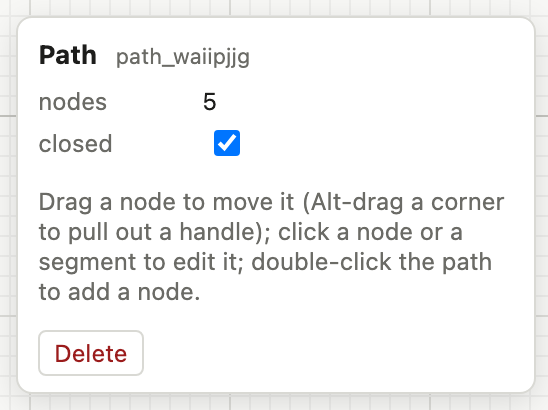 Path path_waiipjjg
nodes 5
closed
Drag a node to move it (Alt-drag a corner
to pull out a handle); click a node or a
segment to edit it; double-click the path
to add a node.
Delete